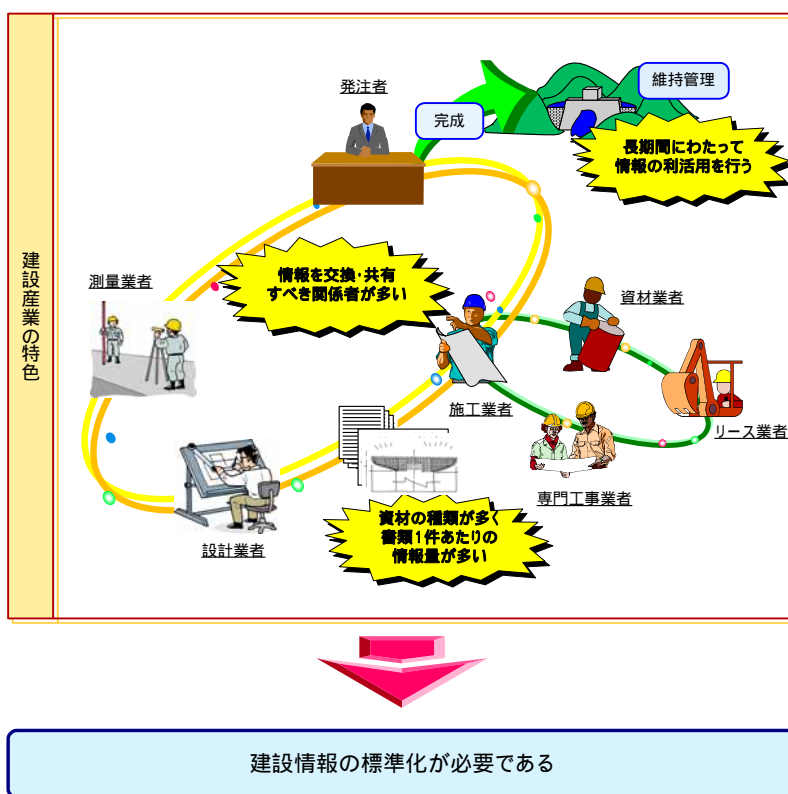 建設産業の特色
発注者
完成
維持管理
長期間にわたって
情報の利活用を行う
測量業者
情報を交換・共有
すべき関係者が多い
資材業者
施工業者
リース業者
専門工事業者
設計業者
資材の種類が多く
書類1件あたりの
情報量が多い
建設情報の標準化が必要である